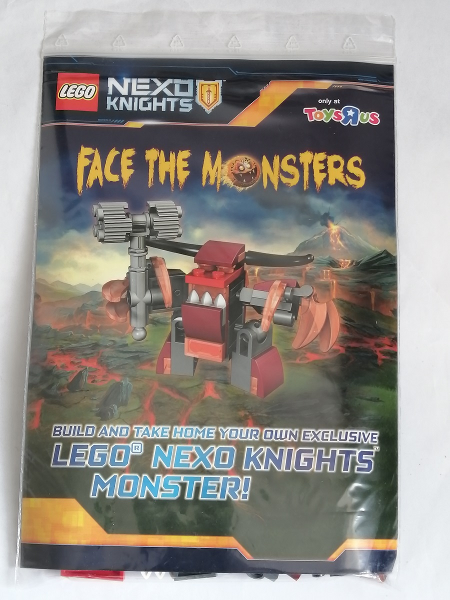 LEGO NEXO
KNIGHTS
only at
ToysRus
FACE THE MONSTERS
BUILD AND TAKE HOME YOUR OWN EXCLUSIVE
LEGO® NEXO KNIGHTS™
MONSTER!